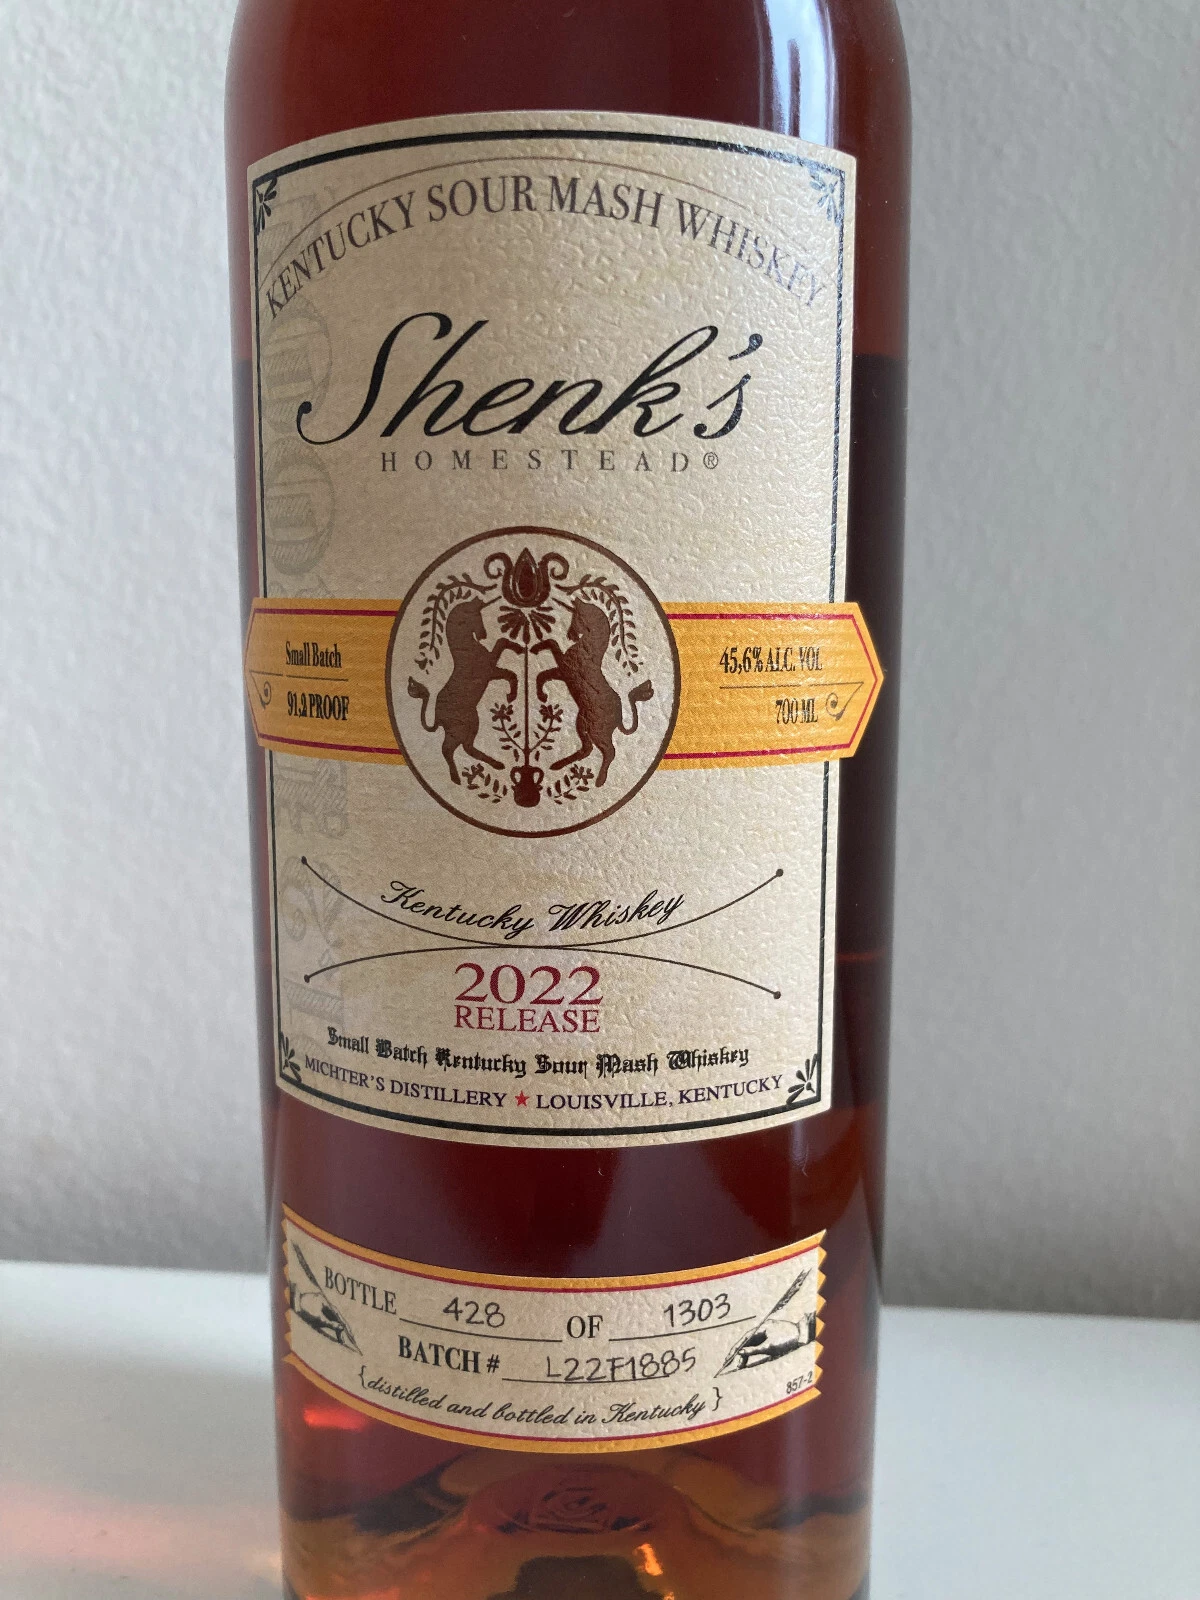 KENTUCKY SOUR MASH WHISKEY
Shenk's
HOMESTEAD®
Small Batch
91.2 PROOF
45,6% ALC. VOL
700 ML
Kentucky Whiskey
2022
RELEASE
Small Batch Kentucky Sour Mash Whiskey
MICHTER'S DISTILLERY ★ LOUISVILLE, KENTUCKY
BOTTLE 428 OF 1303
BATCH # L22F1885
{distilled and bottled in Kentucky}
857-2